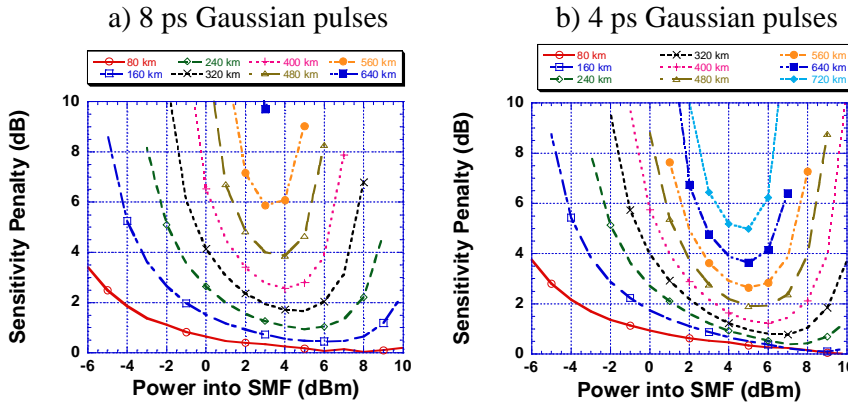 a) 8 ps Gaussian pulses
80 km 240 km 400 km 560 km
160 km 320 km 480 km 640 km
Sensitivity Penalty (dB)
10
8
6
4
2
0
-6 -4 -2 0 2 4 6 8 10
Power into SMF (dBm)
b) 4 ps Gaussian pulses
80 km 320 km 560 km
160 km 400 km 640 km
240 km 480 km 720 km
Sensitivity Penalty (dB)
10
8
6
4
2
0
-6 -4 -2 0 2 4 6 8 10
Power into SMF (dBm)